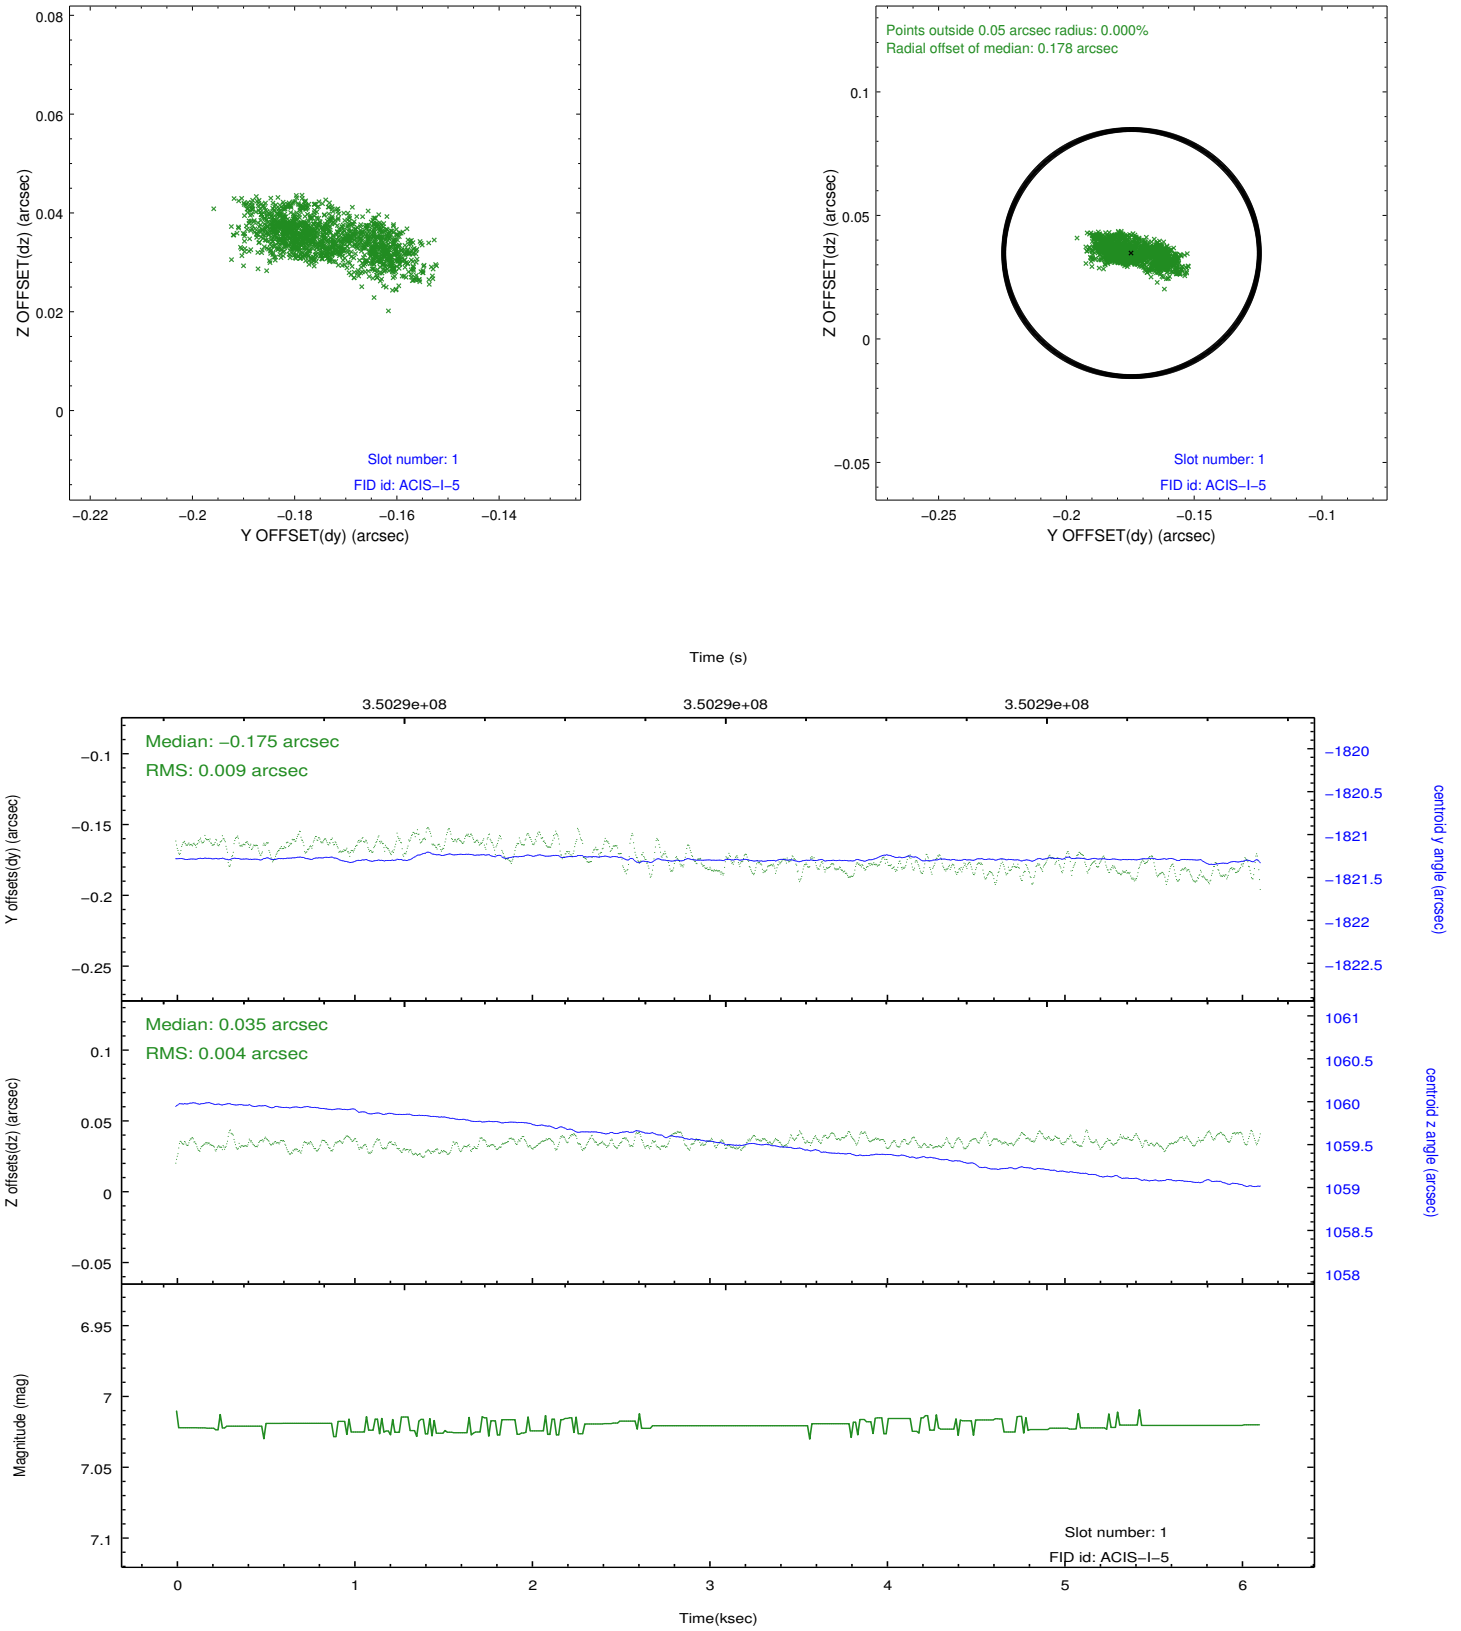 0.08
0.06
0.04
0.02
0
Z OFFSET(dz) (arcsec)
Slot number: 1
FID id: ACIS−I−5
−0.22
−0.2
−0.18
−0.16
−0.14
Y OFFSET(dy) (arcsec)
Points outside 0.05 arcsec radius: 0.000%
Radial offset of median: 0.178 arcsec
0.1
0.05
0
−0.05
Z OFFSET(dz) (arcsec)
Slot number: 1
FID id: ACIS−I−5
−0.25
−0.2
−0.15
−0.1
Y OFFSET(dy) (arcsec)
Time (s)
3.5029e+08
3.5029e+08
3.5029e+08
Median: −0.175 arcsec
RMS: 0.009 arcsec
−0.1
−0.15
−0.2
−0.25
Y offsets(dy) (arcsec)
−1820
−1820.5
−1821
−1821.5
−1822
−1822.5
centroid y angle (arcsec)
Median: 0.035 arcsec
RMS: 0.004 arcsec
0.1
0.05
0
−0.05
Z offsets(dz) (arcsec)
1061
1060.5
1060
1059.5
1059
1058.5
1058
centroid z angle (arcsec)
6.95
7
7.05
7.1
Magnitude (mag)
Slot number: 1
FID id: ACIS−I−5
0
1
2
3
4
5
6
Time(ksec)